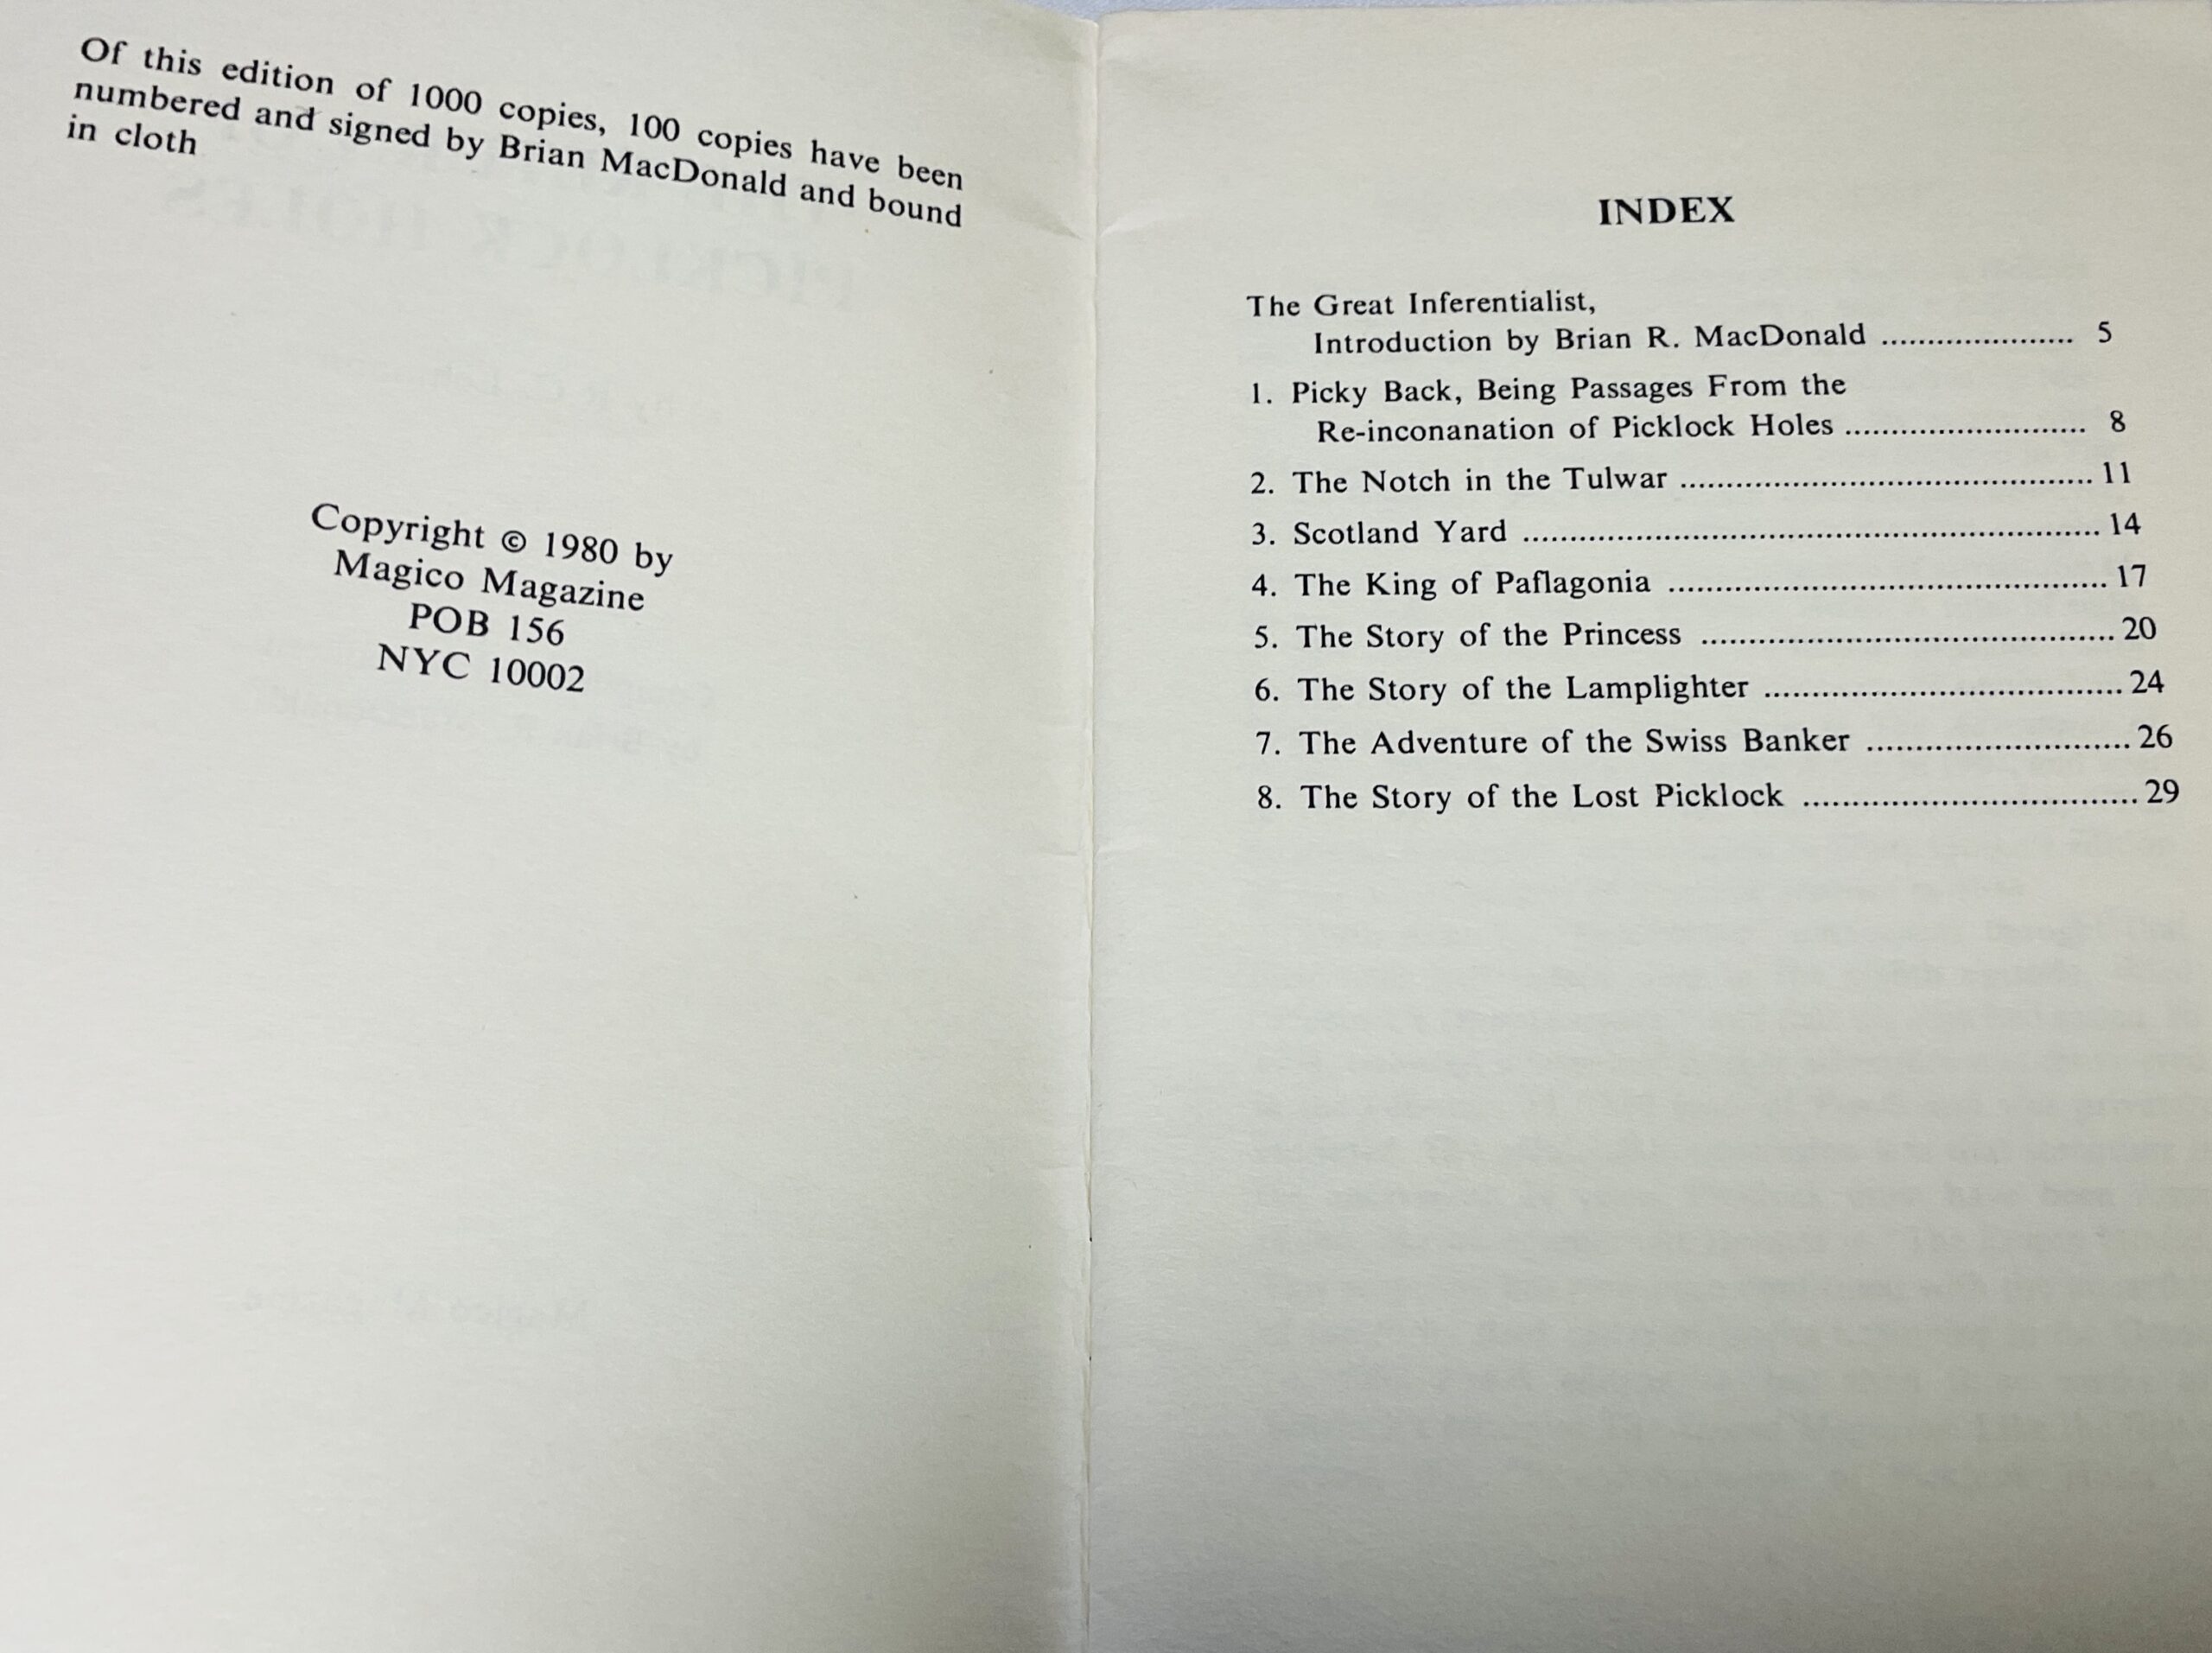 Of this edition of 1000 copies, 100 copies have been
numbered and signed by Brian MacDonald and bound
in cloth
Copyright © 1980 by
Magico Magazine
POB 156
NYC 10002
INDEX
The Great Inferentialist,
Introduction by Brian R. MacDonald ..................... 5
1. Picky Back, Being Passages From the
Re-inconanation of Picklock Holes .......................... 8
2. The Notch in the Tulwar ............................................. 11
3. Scotland Yard .............................................................. 14
4. The King of Paflagonia ............................................... 17
5. The Story of the Princess ............................................ 20
6. The Story of the Lamplighter ...................................... 24
7. The Adventure of the Swiss Banker ............................ 26
8. The Story of the Lost Picklock .................................... 29